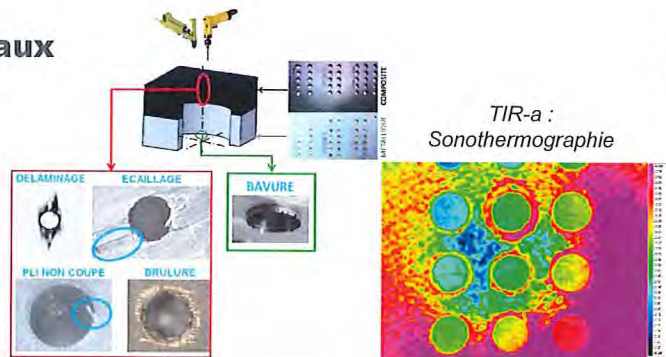 aux
COMPOSITE
METALLIQUE
TIR-a :
Sonothermographie
DELAMINAGE
ECAILLAGE
BAVURE
PLI NON COUPE
BRULURE